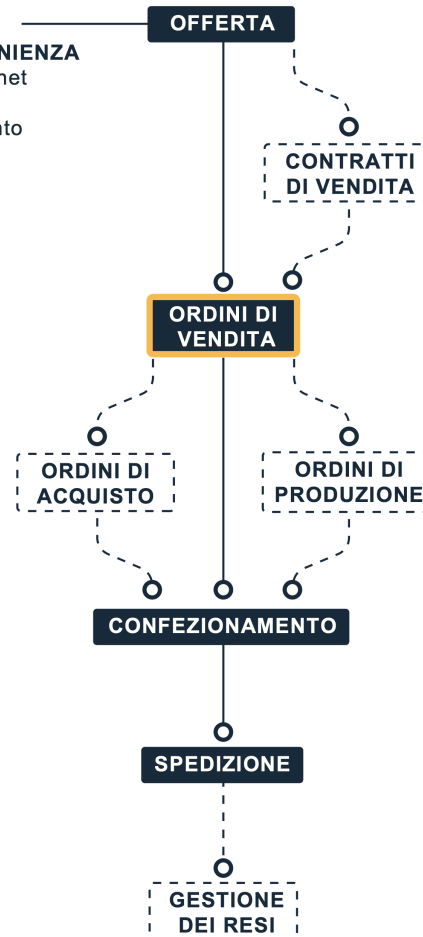 OFFERTA
NIENZA
net
nto
CONTRATTI
DI VENDITA
ORDINI DI
VENDITA
ORDINI DI
ACQUISTO
ORDINI DI
PRODUZIONE
CONFEZIONAMENTO
SPEDIZIONE
GESTIONE
DEI RESI